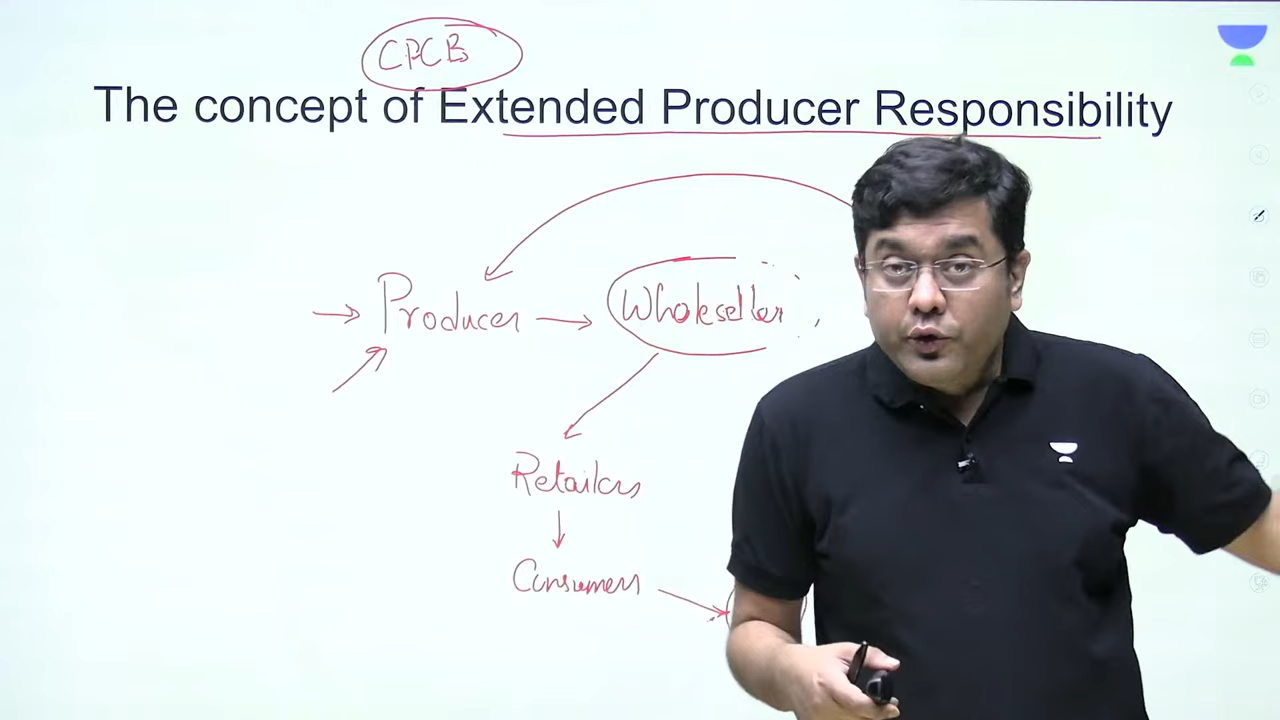 CPCB
The concept of Extended Producer Responsibility
Producer
Wholeseller
Retailers
Consumers